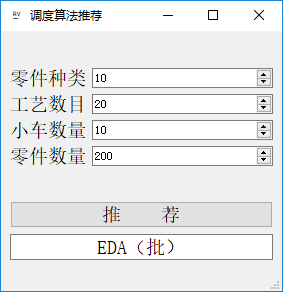 调度算法推荐
零件种类 10
工艺数目 20
小车数量 10
零件数量 200
推 荐
EDA（批）